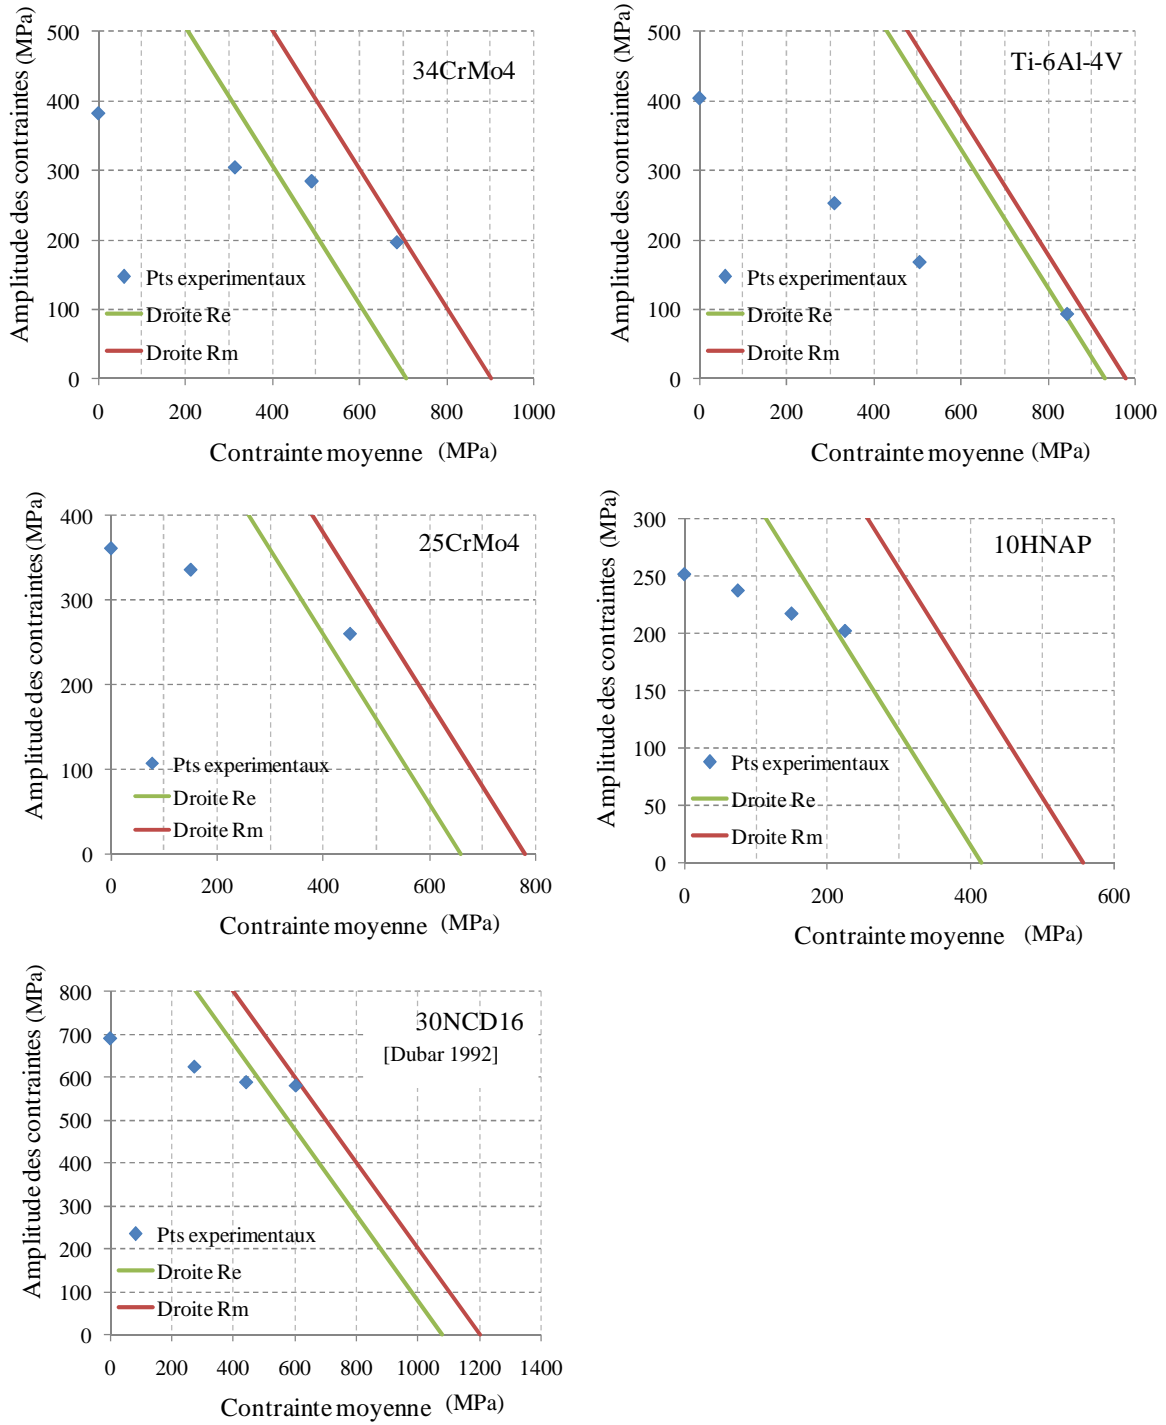 Amplitude des contraintes (MPa)
500
400
300
200
100
0
34CrMo4
Pts experimentaux
Droite Re
Droite Rm
0 200 400 600 800 1000
Contrainte moyenne (MPa)
Amplitude des contraintes (MPa)
500
400
300
200
100
0
Ti-6Al-4V
Pts experimentaux
Droite Re
Droite Rm
0 200 400 600 800 1000
Contrainte moyenne (MPa)
Amplitude des contraintes (MPa)
400
300
200
100
0
25CrMo4
Pts experimentaux
Droite Re
Droite Rm
0 200 400 600 800
Contrainte moyenne (MPa)
Amplitude des contraintes (MPa)
300
250
200
150
100
50
0
10HNAP
Pts experimentaux
Droite Re
Droite Rm
0 200 400 600
Contrainte moyenne (MPa)
Amplitude des contraintes (MPa)
800
700
600
500
400
300
200
100
0
30NCD16
[Dubar 1992]
Pts experimentaux
Droite Re
Droite Rm
0 200 400 600 800 1000 1200 1400
Contrainte moyenne (MPa)